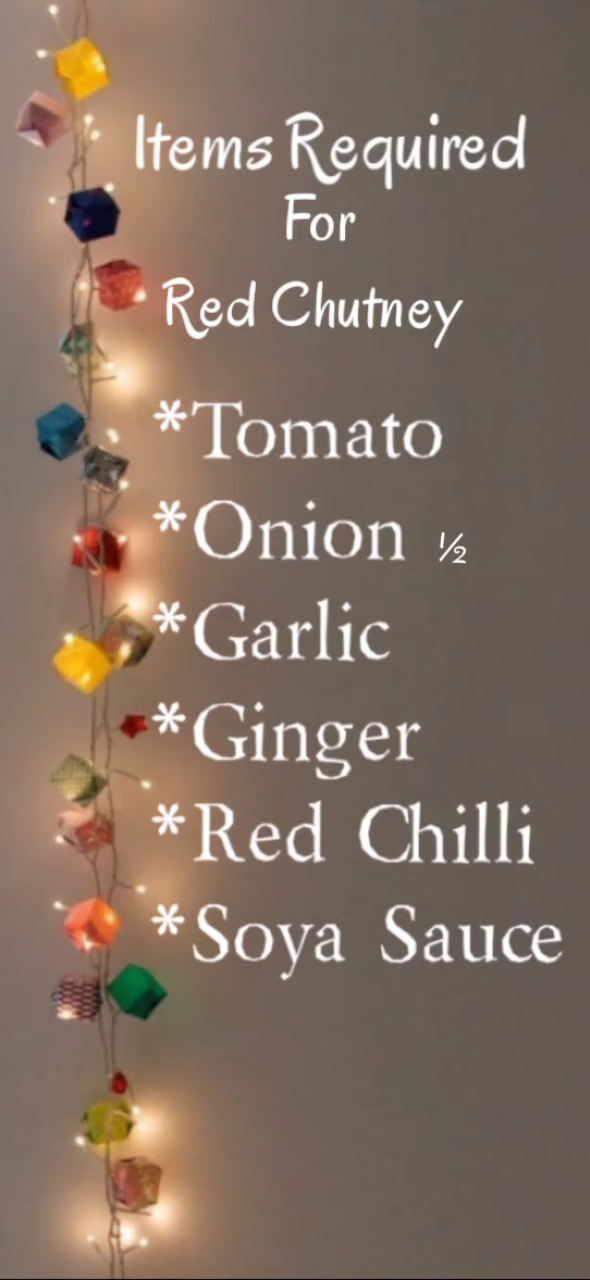 Items Required
For
Red Chutney
*Tomato
*Onion ½
*Garlic
*Ginger
*Red Chilli
*Soya Sauce